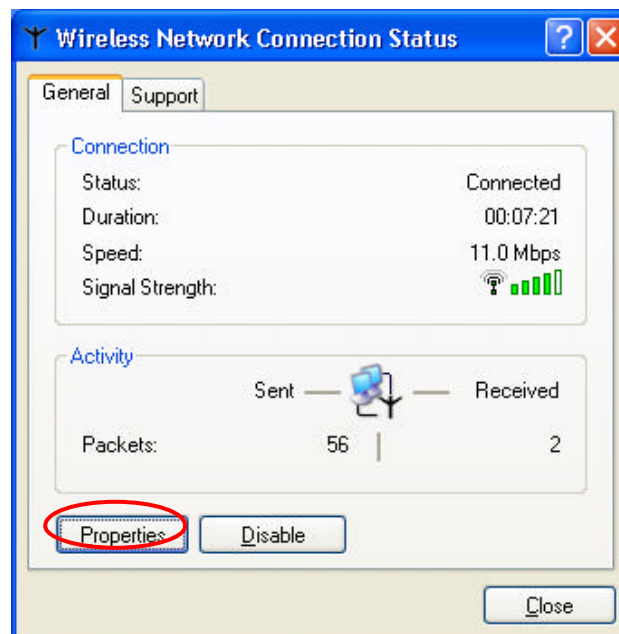 Wireless Network Connection Status
General Support
Connection
Status: Connected
Duration: 00:07:21
Speed: 11.0 Mbps
Signal Strength:
Activity
Sent Received
Packets: 56 2
Properties Disable
Close